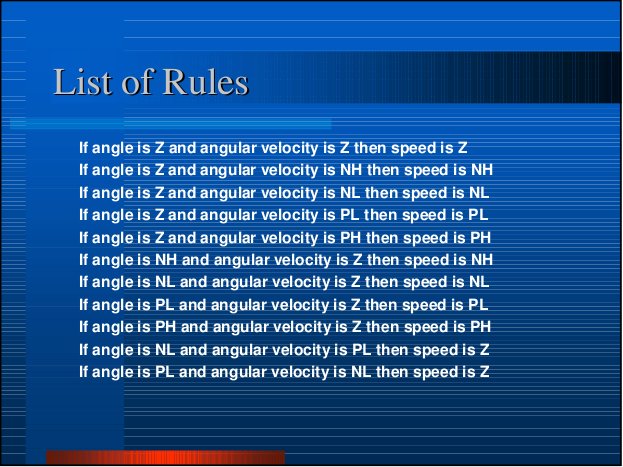 List of Rules
If angle is Z and angular velocity is Z then speed is Z
If angle is Z and angular velocity is NH then speed is NH
If angle is Z and angular velocity is NL then speed is NL
If angle is Z and angular velocity is PL then speed is PL
If angle is Z and angular velocity is PH then speed is PH
If angle is NH and angular velocity is Z then speed is NH
If angle is NL and angular velocity is Z then speed is NL
If angle is PL and angular velocity is Z then speed is PL
If angle is PH and angular velocity is Z then speed is PH
If angle is NL and angular velocity is PL then speed is Z
If angle is PL and angular velocity is NL then speed is Z